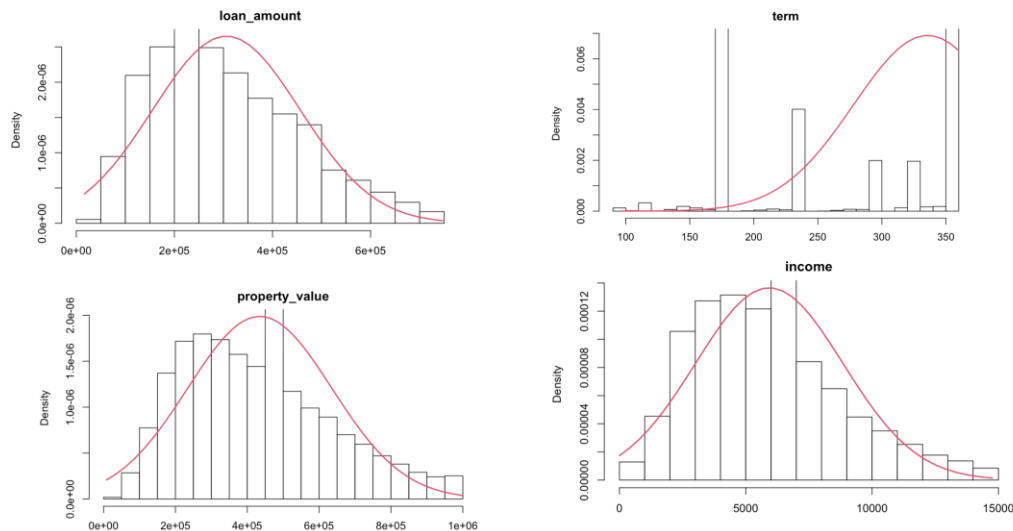 loan_amount
Density
0.0e+00 1.0e-06 2.0e-06
0e+00 2e+05 4e+05 6e+05
term
Density
0.000 0.002 0.004 0.006
100 150 200 250 300 350
property_value
Density
0.0e+00 1.0e-06 1.5e-06 2.0e-06
0e+00 2e+05 4e+05 6e+05 8e+05 1e+06
income
Density
0.00000 0.00004 0.00008 0.00012
0 5000 10000 15000